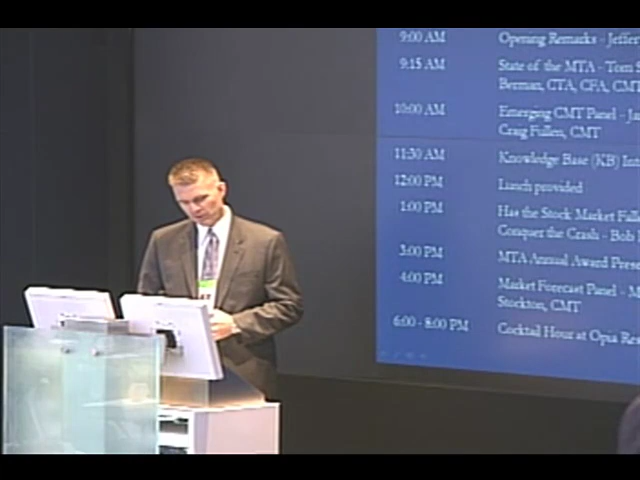 9:00 AM Opening Remarks - Jeffer
9:15 AM State of the MTA - Tom S
Berman, CTA, CFA, CMT
10:00 AM Emerging CMT Panel - Ja
Craig Fullen, CMT
11:30 AM Knowledge Base (KB) Int
12:00 PM Lunch provided
1:00 PM Has the Stock Market Fall
Conquer the Crash - Bob
3:00 PM MTA Annual Award Prese
4:00 PM Market Forecast Panel - M
Stockton, CMT
6:00 - 8:00 PM Cocktail Hour at Opia Res